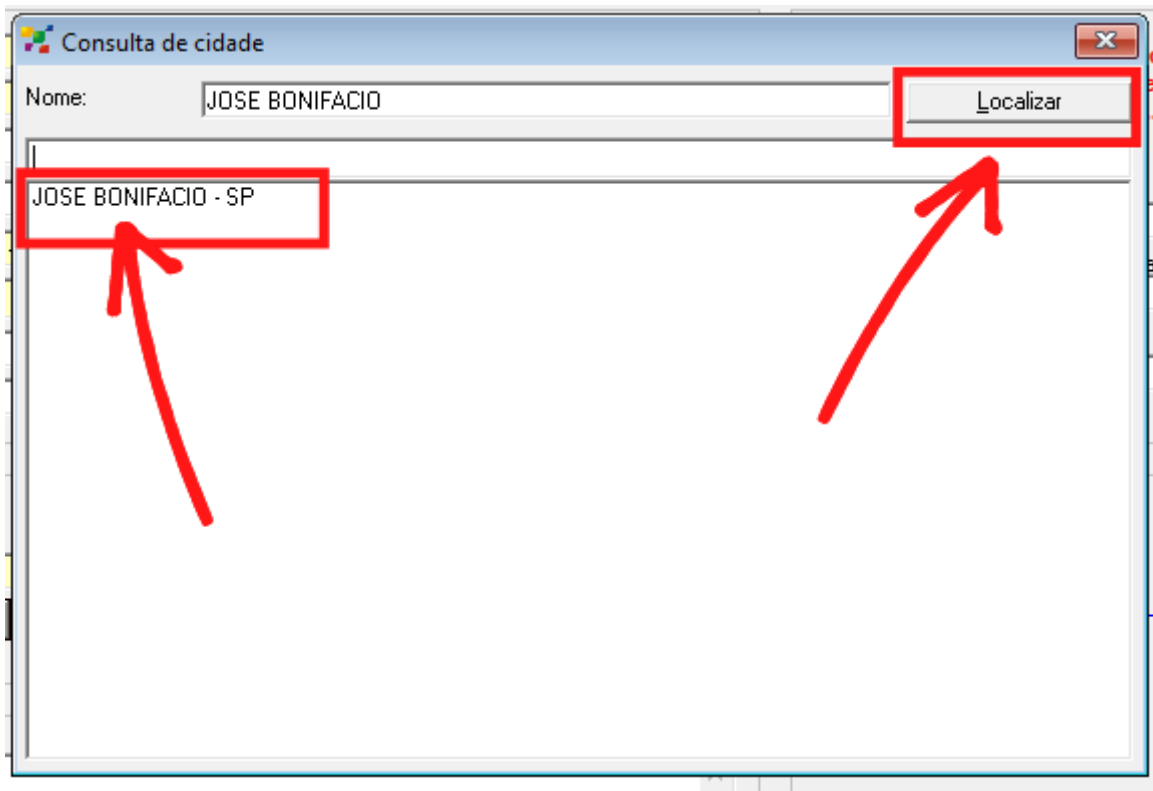 Consulta de cidade
Nome: JOSE BONIFACIO Localizar
JOSE BONIFACIO - SP